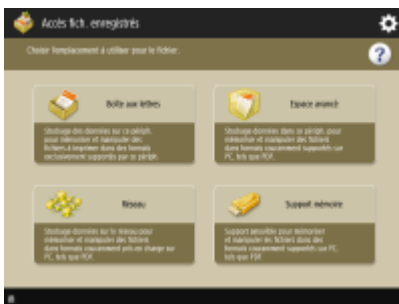 Accès fich. enregistrés
Choisir l'emplacement à utiliser pour le fichier.
Boîte aux lettres
Stockage des données sur ce périph.
pour mémoriser et manipuler des
fichiers à imprimer dans des formats
exclusivement supportés par ce périph.
Espace avancé
Stockage données dans ce périph. pour
mémoriser et manipuler des fichiers
dans formats couramment supportés sur
PC, tels que PDF.
Réseau
Stockage données sur le réseau pour
mémoriser et manipuler des fichiers
dans formats couramment pris en charge sur
PC, tels que PDF.
Support mémoire
Support amovible pour mémoriser
et manipuler les fichiers dans des
formats couramment supportés sur PC,
tels que PDF.